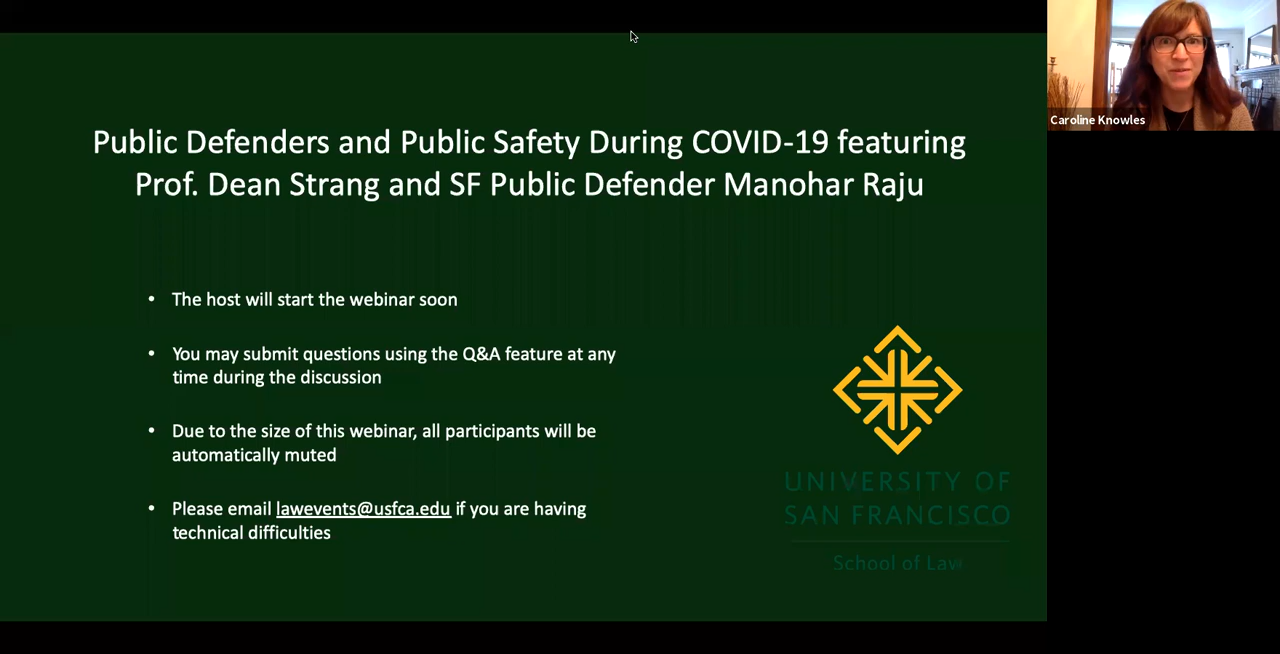 Public Defenders and Public Safety During COVID-19 featuring
Prof. Dean Strang and SF Public Defender Manohar Raju
• The host will start the webinar soon
• You may submit questions using the Q&A feature at any
time during the discussion
• Due to the size of this webinar, all participants will be
automatically muted
• Please email lawevents@usfca.edu if you are having
technical difficulties
UNIVERSITY OF
SAN FRANCISCO
School of Law
Caroline Knowles